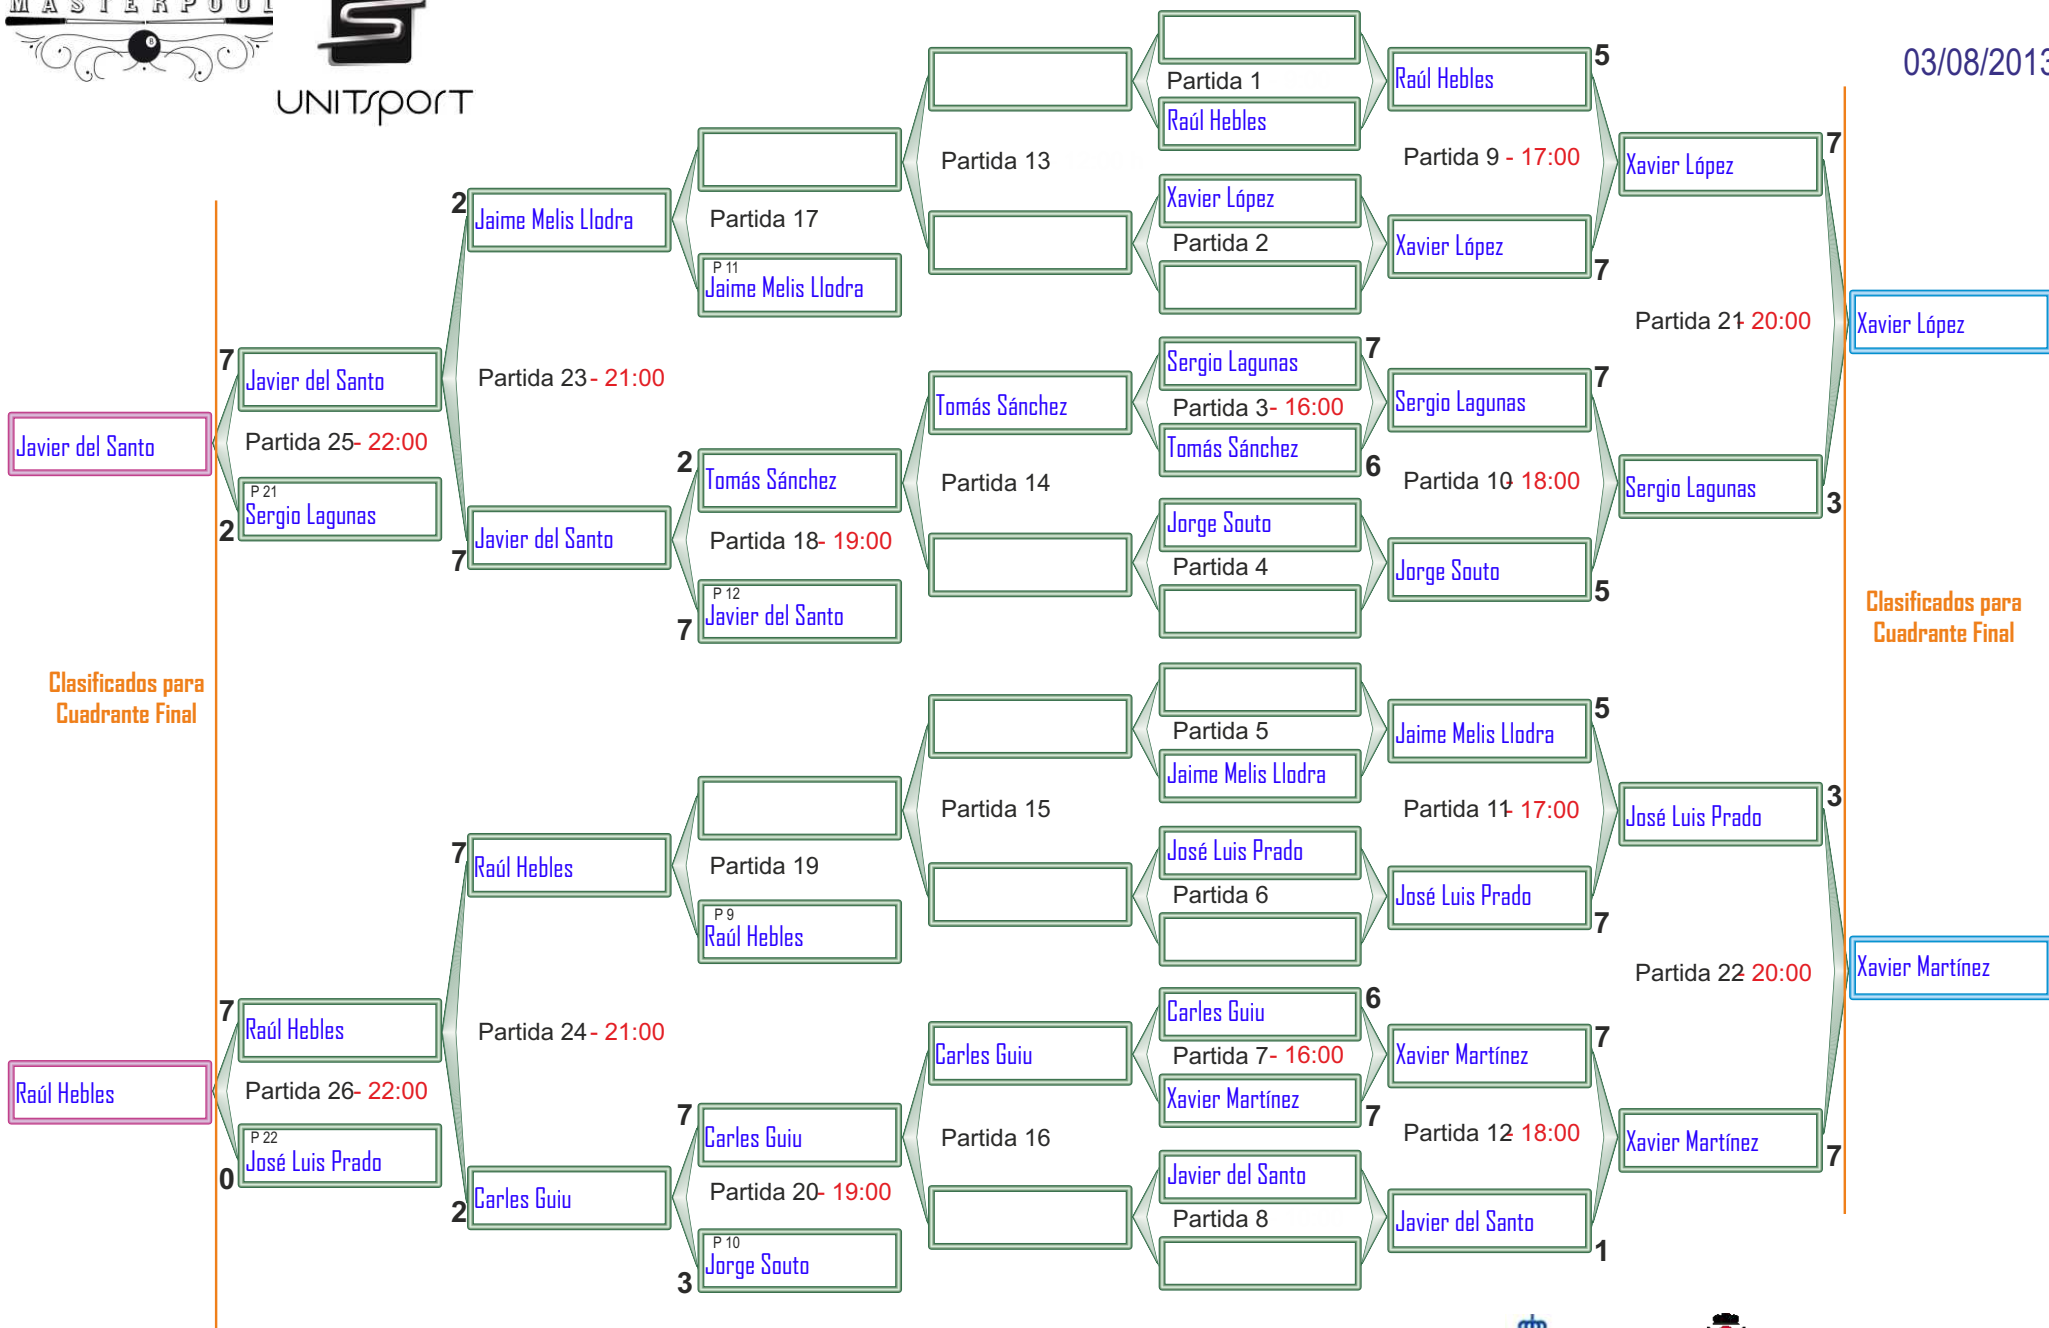 MASTERPOOL
8
UNITSPORT
03/08/2013
Partida 1
Raúl Hebles
5
Raúl Hebles
Partida 9 - 17:00
Xavier López
Partida 2
Xavier López
7
Xavier López
7
Partida 21- 20:00
Xavier López
Sergio Lagunas
7
Partida 3- 16:00
Tomás Sánchez
6
Sergio Lagunas
7
Partida 10- 18:00
Jorge Souto
Partida 4
Jorge Souto
5
Sergio Lagunas
3
Clasificados para
Cuadrante Final
Partida 5
Jaime Melis Llodra
Jaime Melis Llodra
5
Partida 11- 17:00
José Luis Prado
Partida 6
José Luis Prado
7
José Luis Prado
3
Partida 22- 20:00
Xavier Martínez
Carles Guiu
6
Partida 7- 16:00
Xavier Martínez
7
Xavier Martínez
7
Partida 12- 18:00
Javier del Santo
Partida 8
Javier del Santo
1
Xavier Martínez
7
Partida 13
Partida 17
P 11
Jaime Melis Llodra
2
Jaime Melis Llodra
Partida 23- 21:00
Tomás Sánchez
Partida 14
2
Tomás Sánchez
Partida 18- 19:00
P 12
7
Javier del Santo
7
Javier del Santo
7
Javier del Santo
Partida 25- 22:00
P 21
2
Sergio Lagunas
Javier del Santo
Clasificados para
Cuadrante Final
Partida 15
Partida 19
P 9
Raúl Hebles
7
Raúl Hebles
Partida 24- 21:00
Carles Guiu
Partida 16
7
Carles Guiu
Partida 20- 19:00
P 10
3
Jorge Souto
2
Carles Guiu
7
Raúl Hebles
Partida 26- 22:00
P 22
0
José Luis Prado
Raúl Hebles